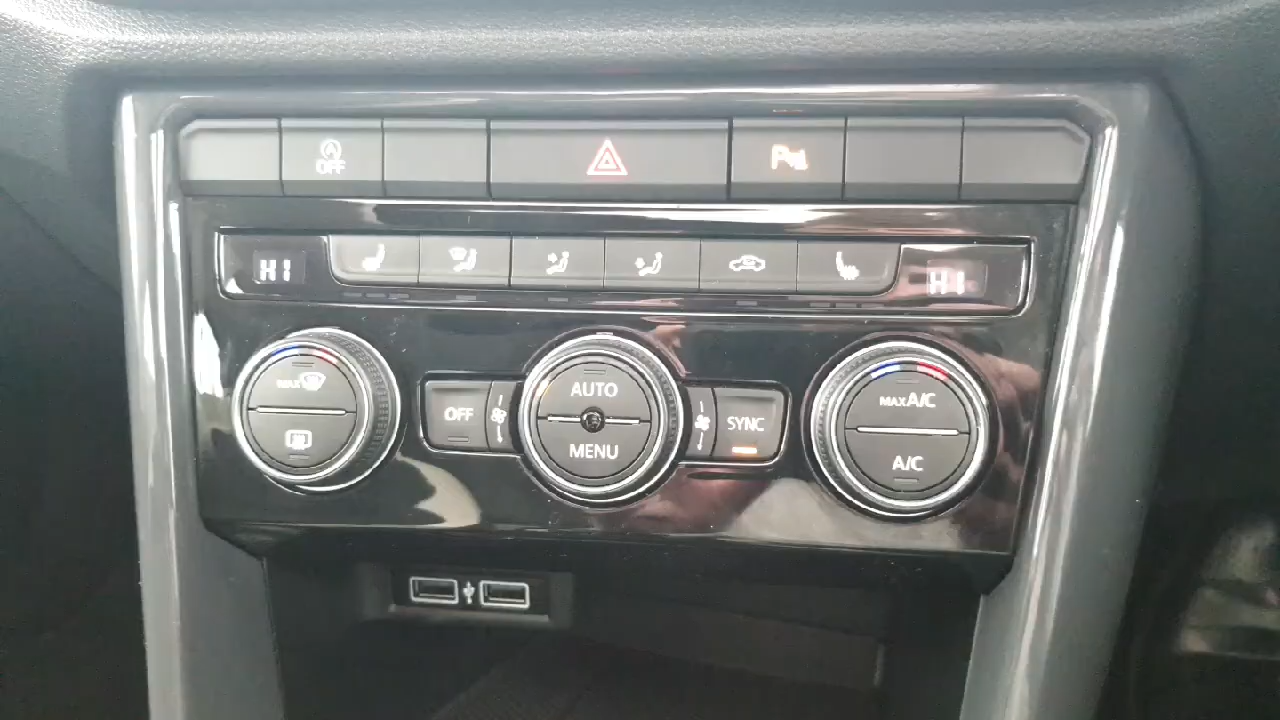 A OFF
P
HI
HI
MAX
OFF
AUTO
MENU
SYNC
MAX A/C
A/C